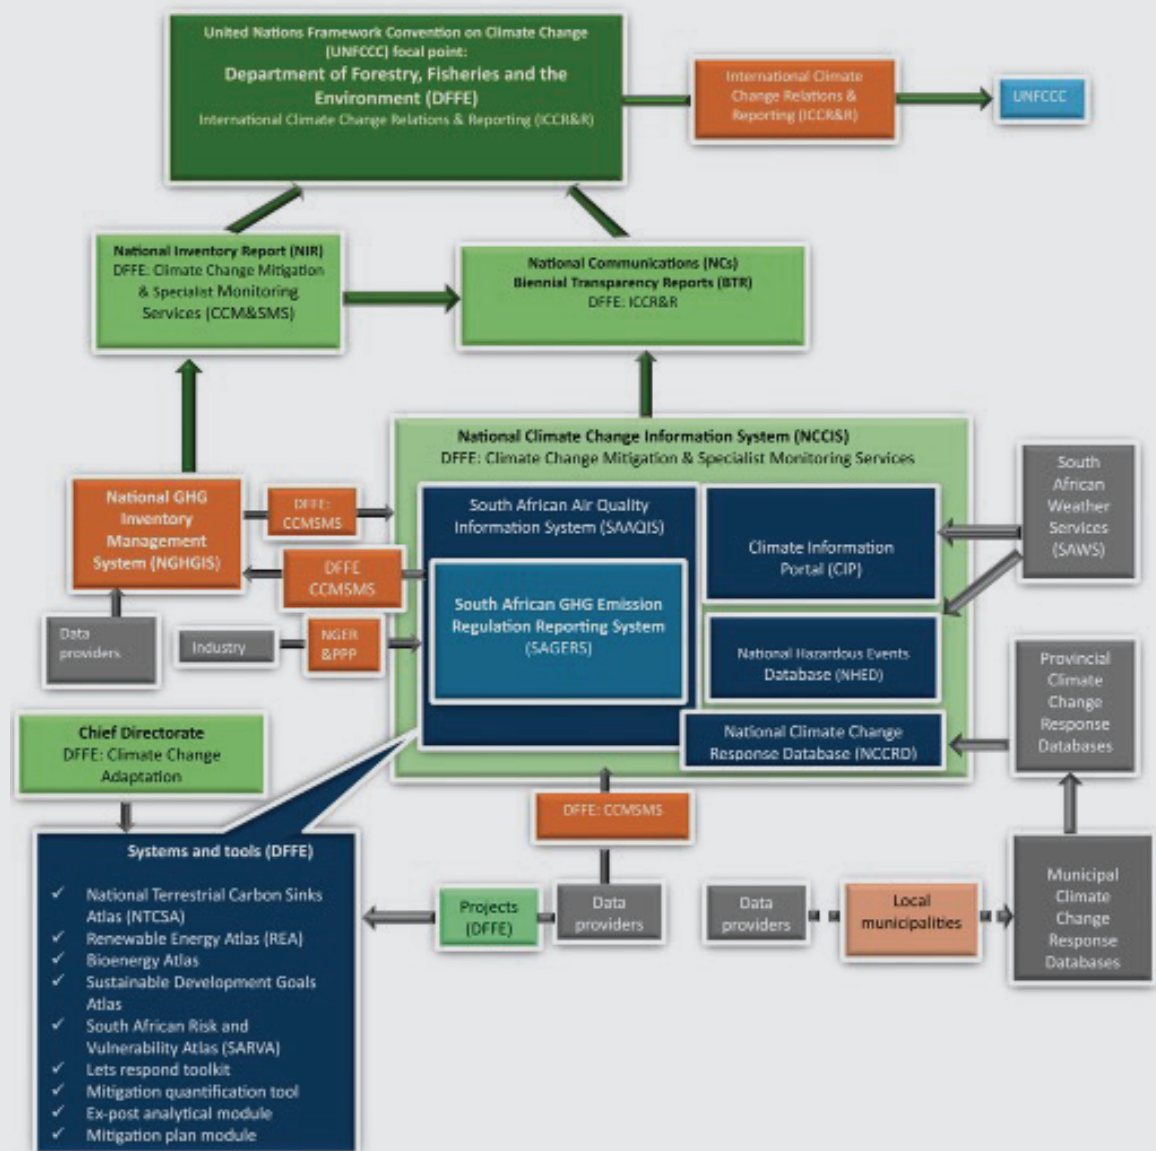 United Nations Framework Convention on Climate Change
(UNFCCC) focal point:
Department of Forestry, Fisheries and the
Environment (DFFE)
International Climate Change Relations & Reporting (ICCR&R)
International Climate
Change Relations &
Reporting (ICCR&R)
UNFCCC
National Inventory Report (NIR)
DFFE: Climate Change Mitigation
& Specialist Monitoring
Services (CCM&SMS)
National Communications (NCs)
Biennial Transparency Reports (BTR)
DFFE: ICCR&R
National Climate Change Information System (NCCIS)
DFFE: Climate Change Mitigation & Specialist Monitoring Services
National GHG
Inventory
Management
System (NGHGIS)
DFFE:
CCMSMS
DFFE
CCMSMS
South African Air Quality
Information System (SAAQIS)
South African GHG Emission
Regulation Reporting System
(SAGERS)
Climate Information
Portal (CIP)
National Hazardous Events
Database (NHED)
National Climate Change
Response Database (NCCRD)
South
African
Weather
Services
(SAWS)
Data
providers
Industry
NGER
&PPP
Provincial
Climate
Change
Response
Databases
Chief Directorate
DFFE: Climate Change
Adaptation
DFFE: CCMSMS
Systems and tools (DFFE)
✓ National Terrestrial Carbon Sinks
Atlas (NTCSA)
✓ Renewable Energy Atlas (REA)
✓ Bioenergy Atlas
✓ Sustainable Development Goals
Atlas
✓ South African Risk and
Vulnerability Atlas (SARVA)
✓ Lets respond toolkit
✓ Mitigation quantification tool
✓ Ex-post analytical module
✓ Mitigation plan module
Projects
(DFFE)
Data
providers
Data
providers
Local
municipalities
Municipal
Climate
Change
Response
Databases